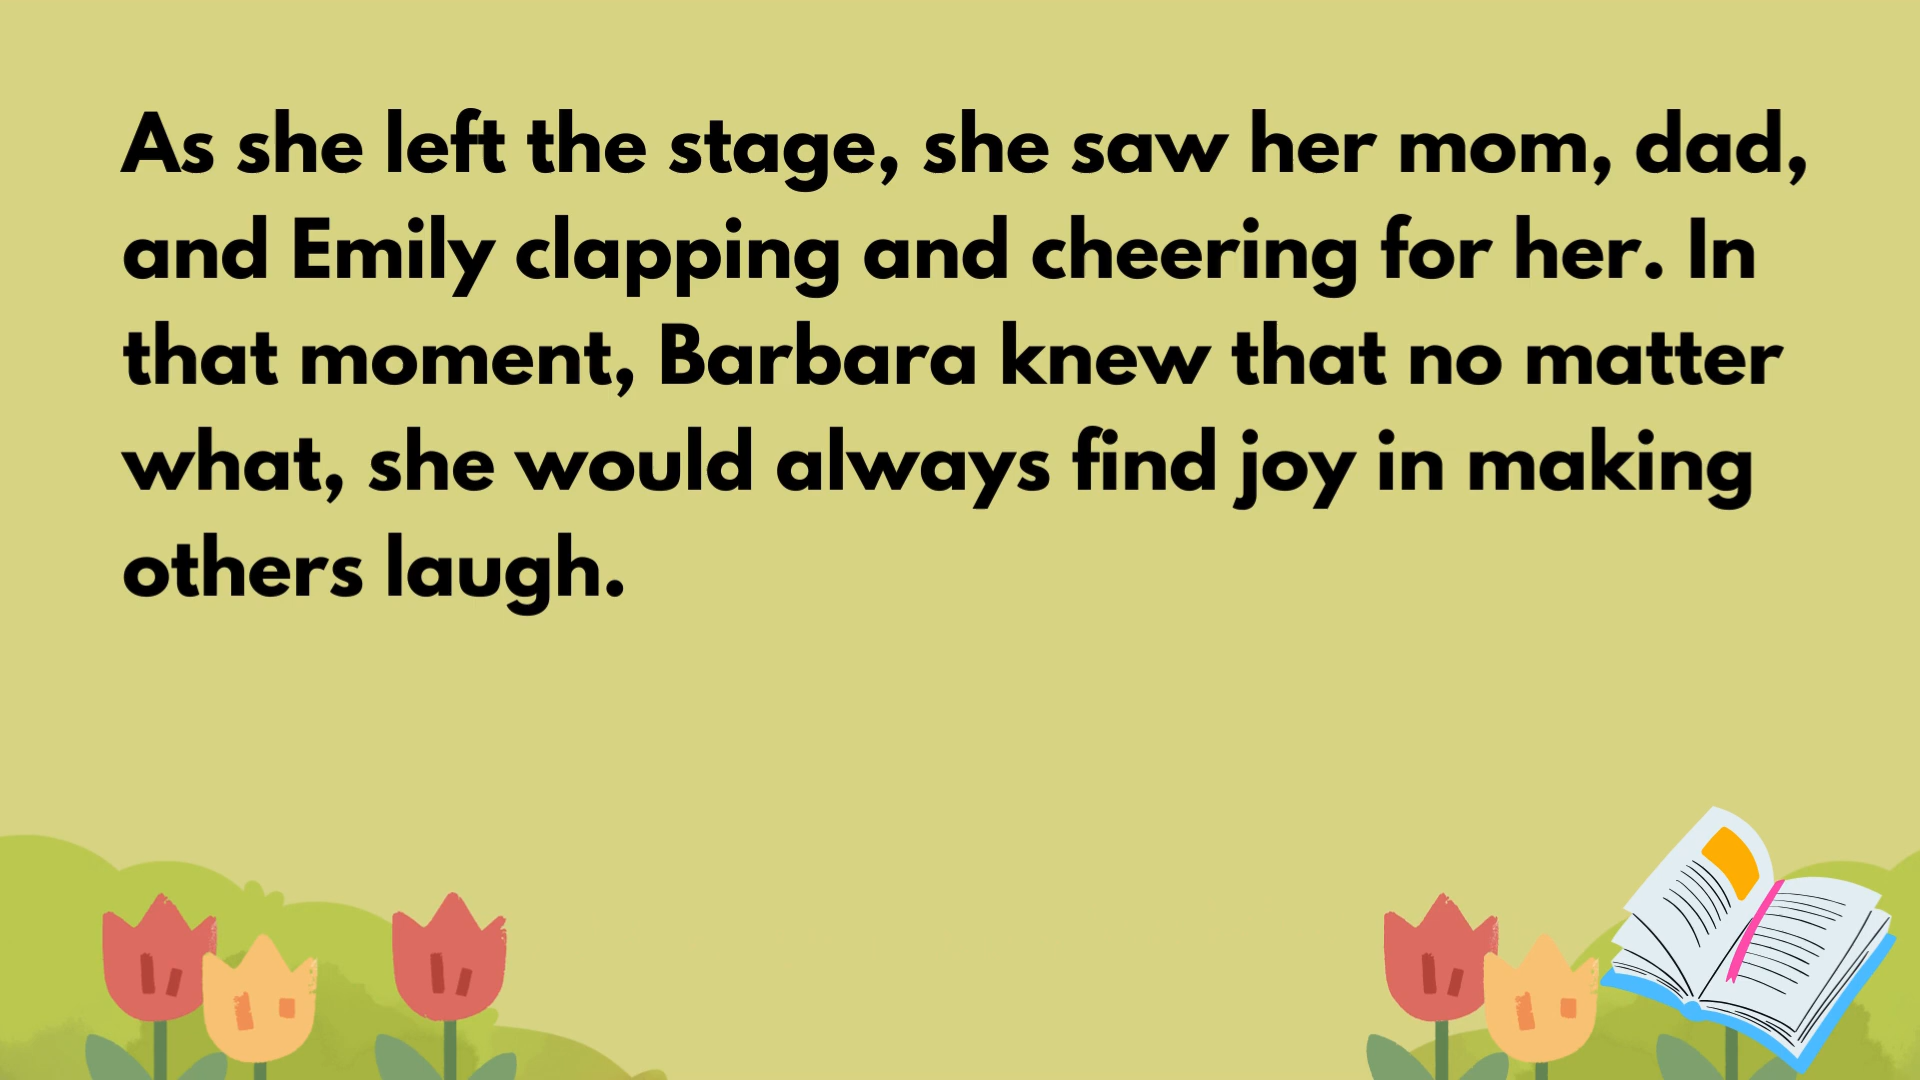 As she left the stage, she saw her mom, dad,
and Emily clapping and cheering for her. In
that moment, Barbara knew that no matter
what, she would always find joy in making
others laugh.